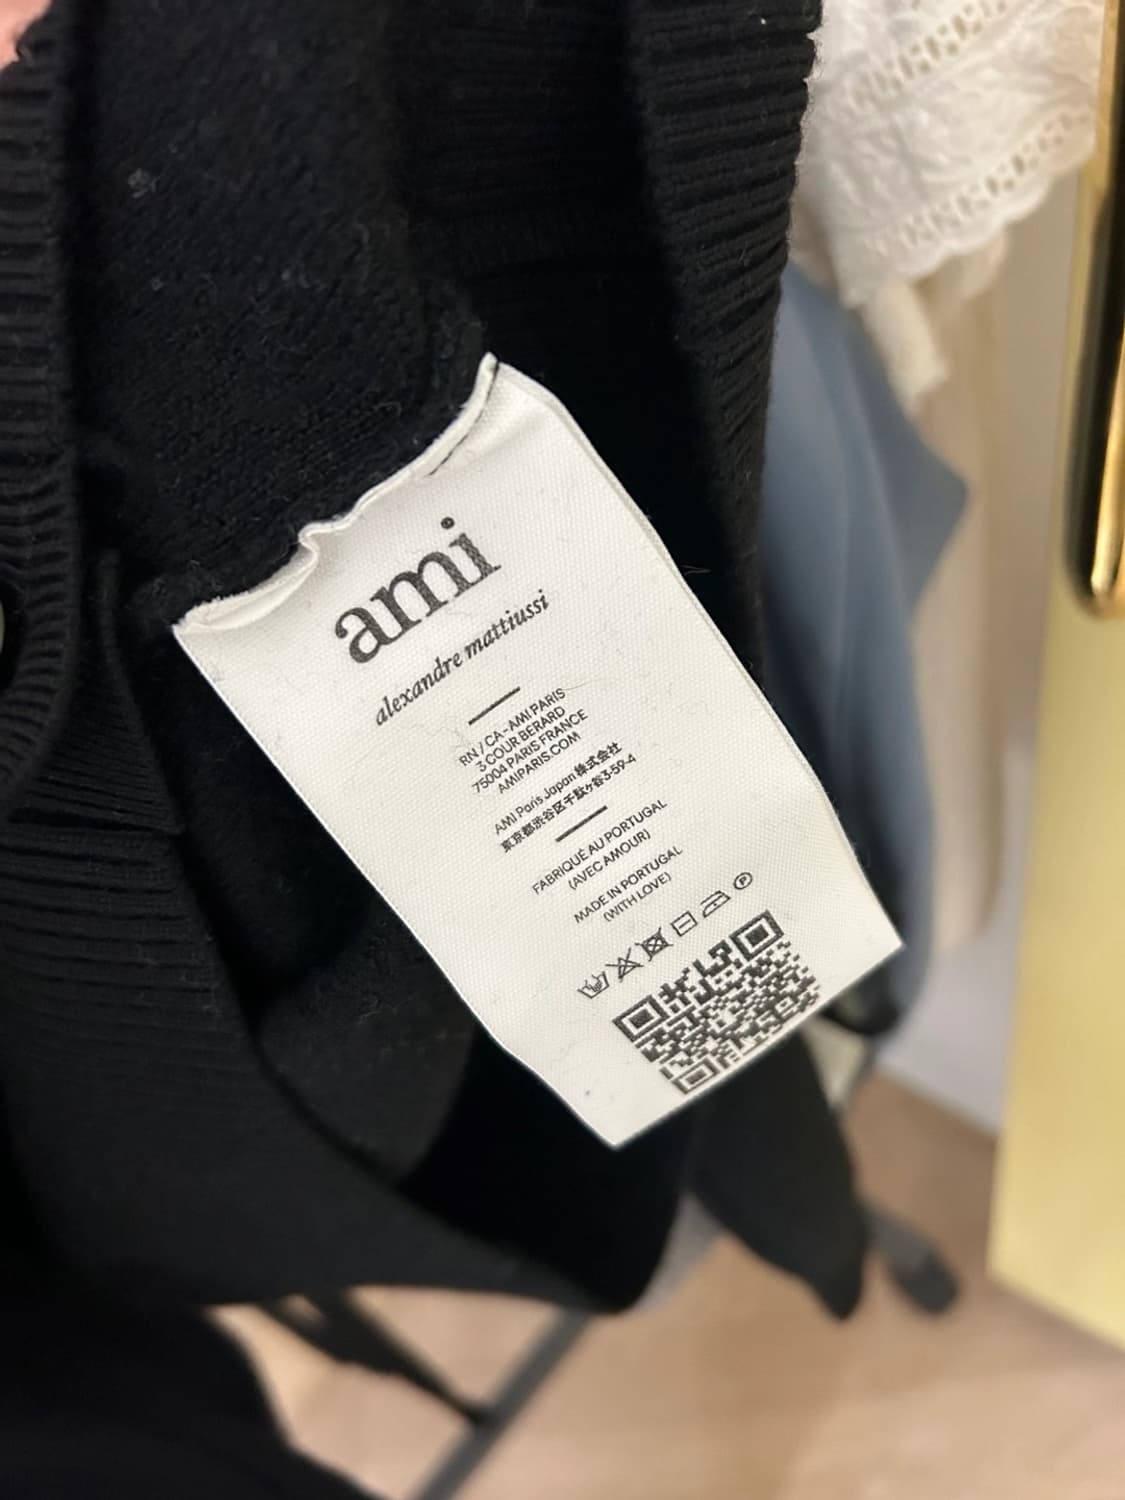 ami
alexandre mattiussi
RN / CA - AMI PARIS
3 COUR BÉRARD
75004 PARIS FRANCE
AMIPARIS.COM
AMI Paris Japan 株式会社
東京都渋谷区千駄ヶ谷3-59-4
FABRIQUÉ AU PORTUGAL
(AVEC AMOUR)
MADE IN PORTUGAL
(WITH LOVE)
P